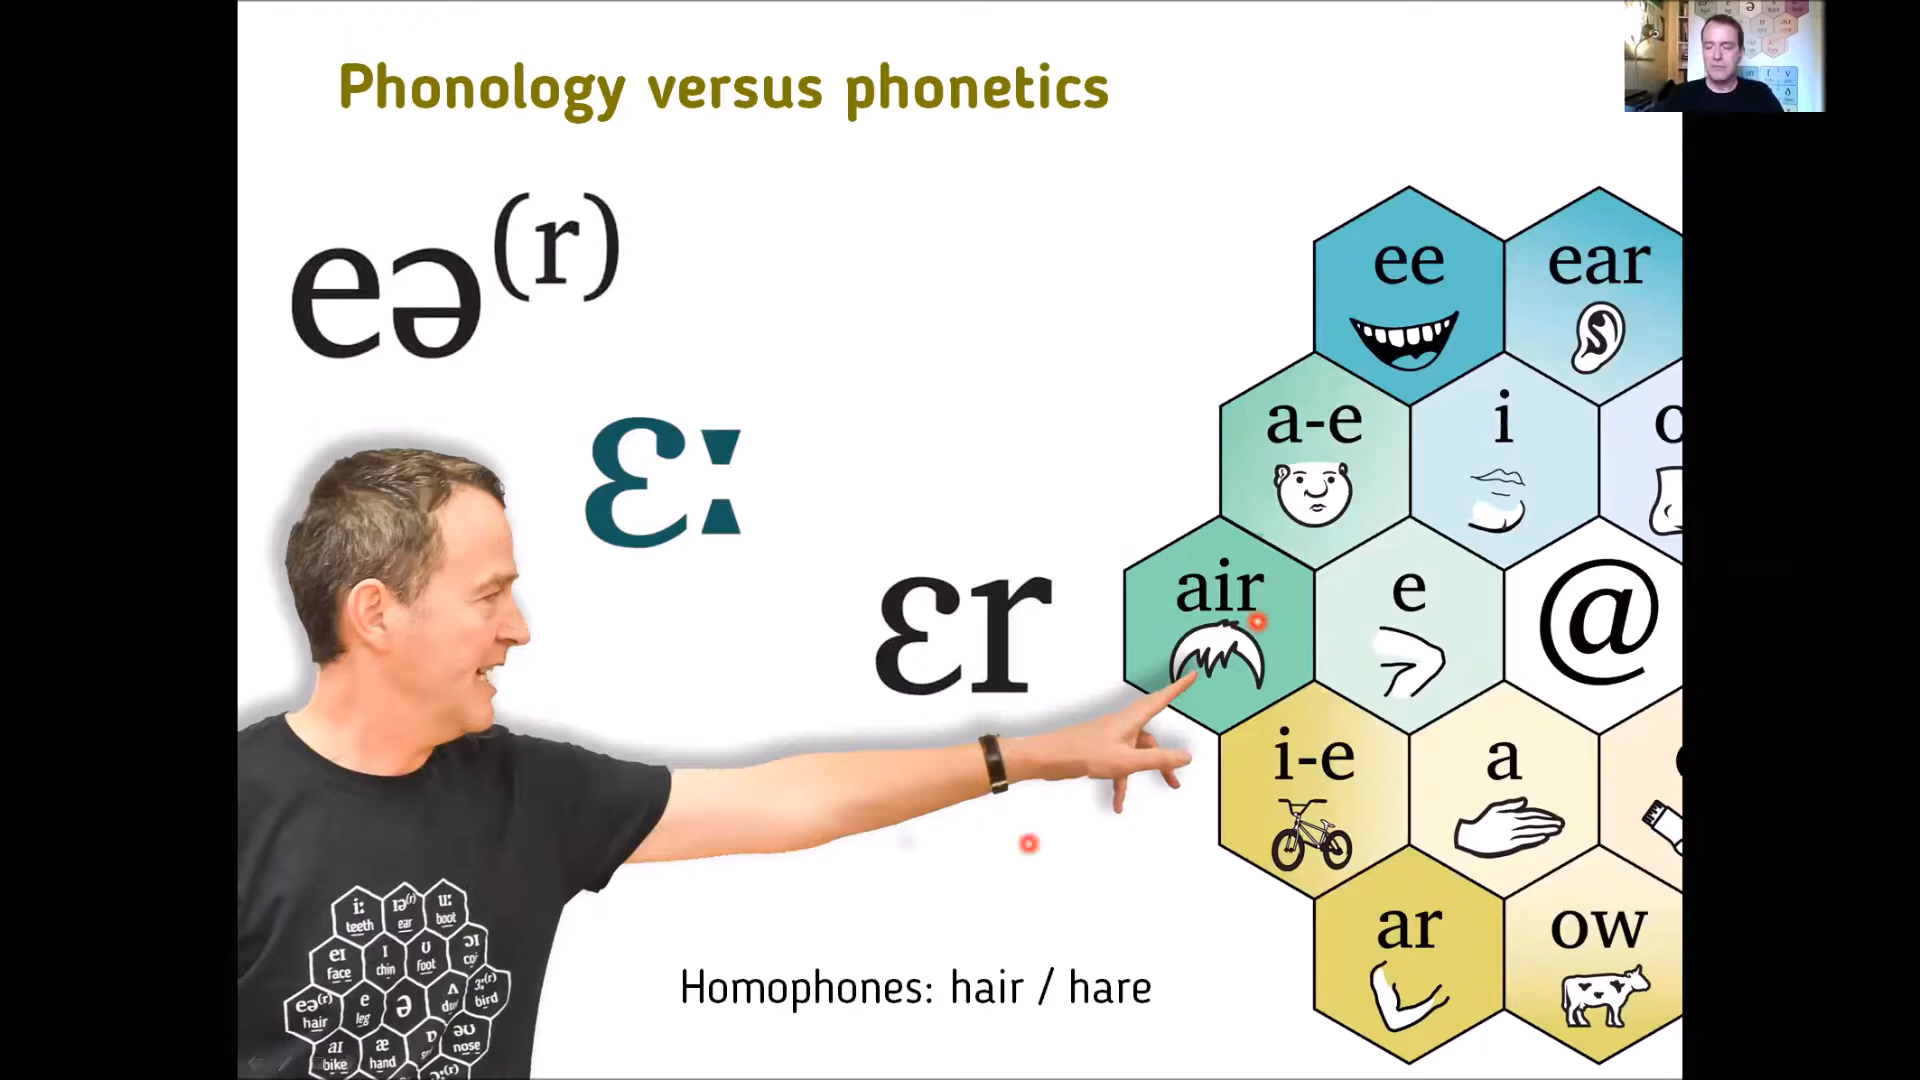 Phonology versus phonetics
eə(r)
ɛː
ɛr
ee
ear
a-e
i
air
e
@
i-e
a
ar
ow
Homophones: hair / hare
iː
teeth
ɪə(r)
ear
uː
boot
eɪ
face
ɪ
chin
ʊ
foot
ɔɪ
eə(r)
hair
e
leg
ə
ʌ
ɜː(r)
bird
aɪ
bike
æ
hand
ɒ
əʊ
nose